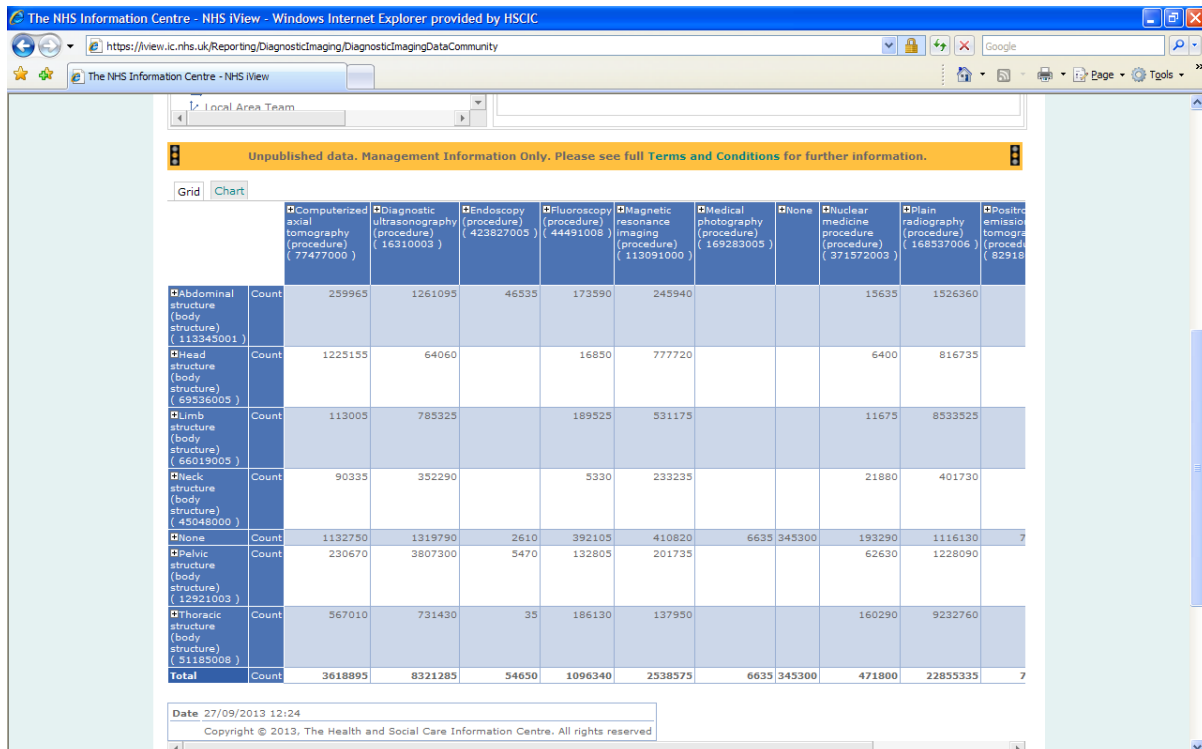 The NHS Information Centre - NHS iView - Windows Internet Explorer provided by HSCIC
https://iview.ic.nhs.uk/Reporting/DiagnosticImaging/DiagnosticImagingDataCommunity
Google
The NHS Information Centre - NHS iView
Page
Tools
Local Area Team
Unpublished data. Management Information Only. Please see full Terms and Conditions for further information.
Grid Chart
Computerized axial tomography (procedure) ( 77477000 )
Diagnostic ultrasonography (procedure) ( 16310003 )
Endoscopy (procedure) ( 423827005 )
Fluoroscopy (procedure) ( 44491008 )
Magnetic resonance imaging (procedure) ( 113091000 )
Medical photography (procedure) ( 169283005 )
None
Nuclear medicine procedure (procedure) ( 371572003 )
Plain radiography (procedure) ( 168537006 )
Positro emission tomogra (procedu ( 82918
Abdominal structure (body structure) ( 113345001 ) Count 259965 1261095 46535 173590 245940 15635 1526360
Head structure (body structure) ( 69536005 ) Count 1225155 64060 16850 777720 6400 816735
Limb structure (body structure) ( 66019005 ) Count 113005 785325 189525 531175 11675 8533525
Neck structure (body structure) ( 45048000 ) Count 90335 352290 5330 233235 21880 401730
None Count 1132750 1319790 2610 392105 410820 6635 345300 193290 1116130 7
Pelvic structure (body structure) ( 12921003 ) Count 230670 3807300 5470 132805 201735 62630 1228090
Thoracic structure (body structure) ( 51185008 ) Count 567010 731430 35 186130 137950 160290 9232760
Total Count 3618895 8321285 54650 1096340 2538575 6635 345300 471800 22855335 7
Date 27/09/2013 12:24
Copyright © 2013, The Health and Social Care Information Centre. All rights reserved